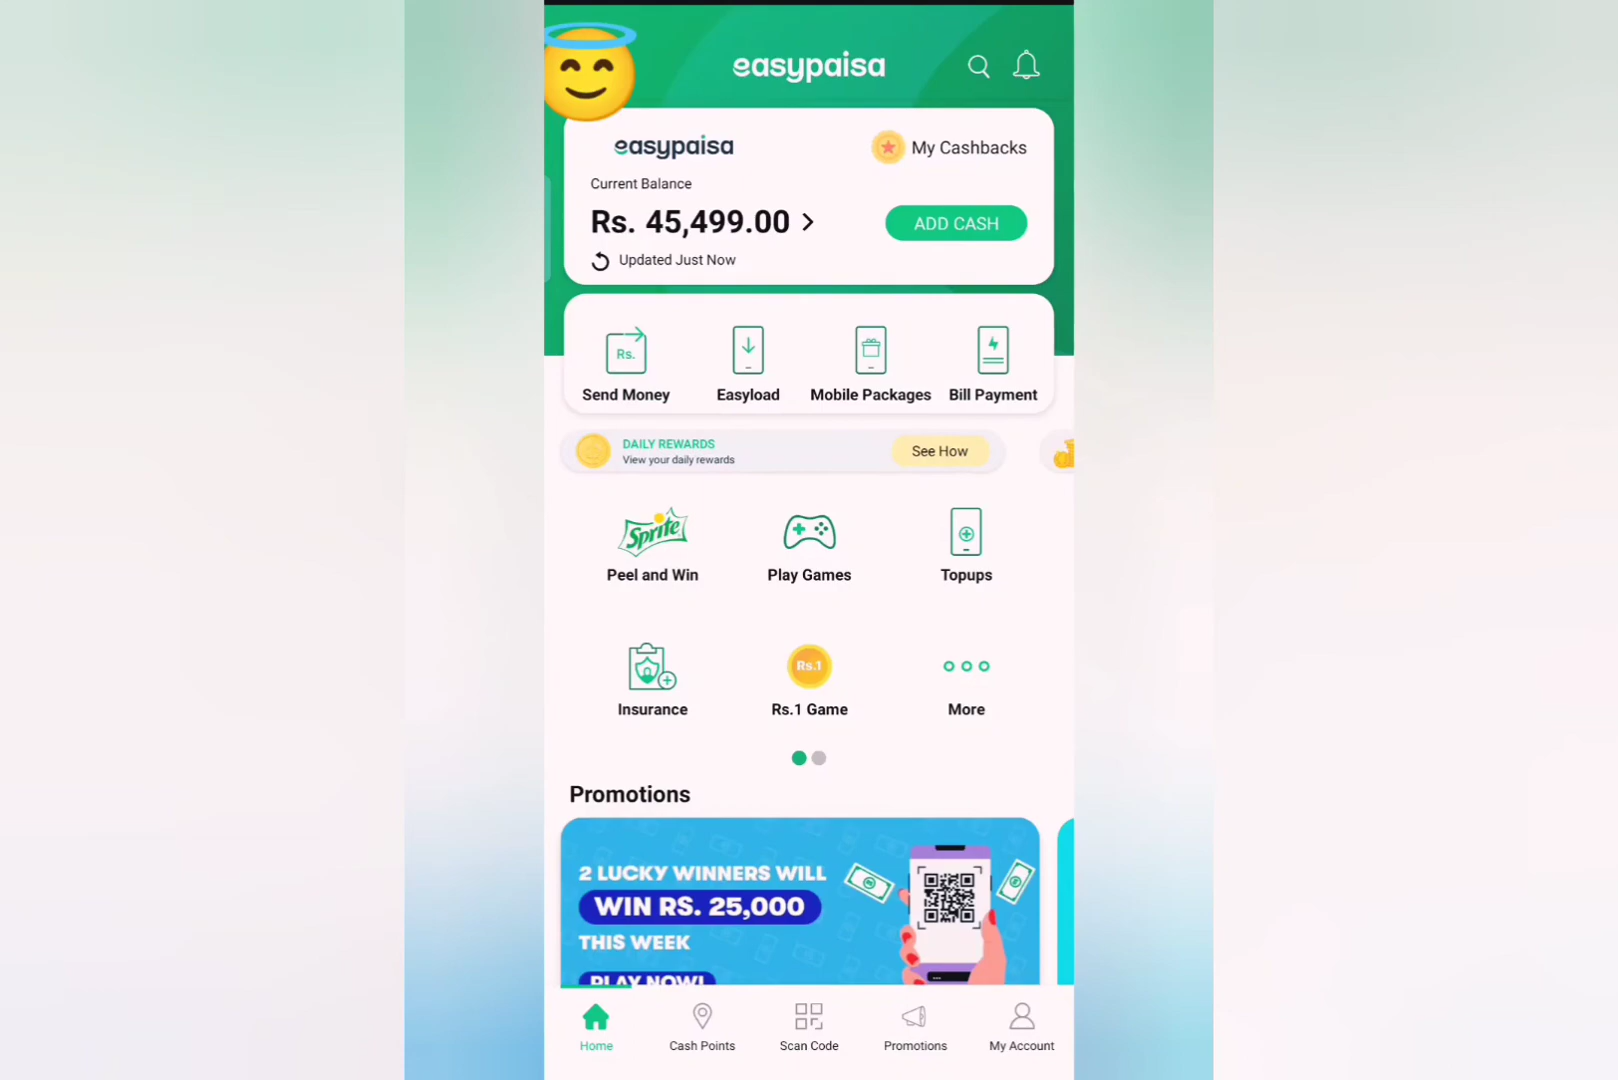 easypaisa
easypaisa
My Cashbacks
Current Balance
Rs. 45,499.00
ADD CASH
Updated Just Now
Rs.
Send Money
Easyload
Mobile Packages
Bill Payment
DAILY REWARDS
View your daily rewards
See How
Sprite
Peel and Win
Play Games
Topups
Rs.1
Insurance
Rs.1 Game
More
Promotions
2 LUCKY WINNERS WILL
WIN RS. 25,000
THIS WEEK
PLAY NOW!
Home
Cash Points
Scan Code
Promotions
My Account